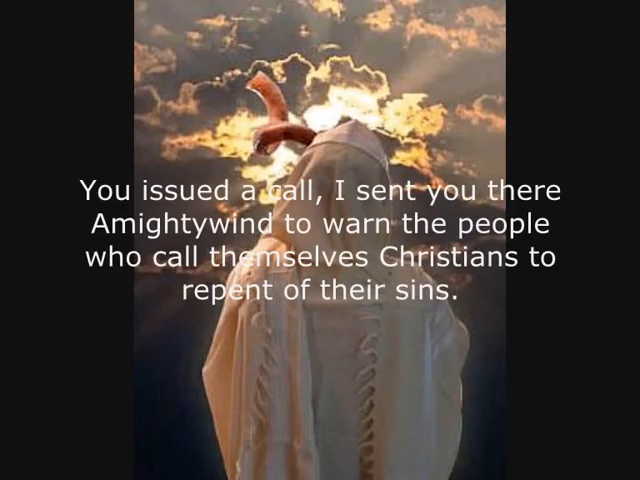 You issued a call, I sent you there
Amightywind to warn the people
who call themselves Christians to
repent of their sins.